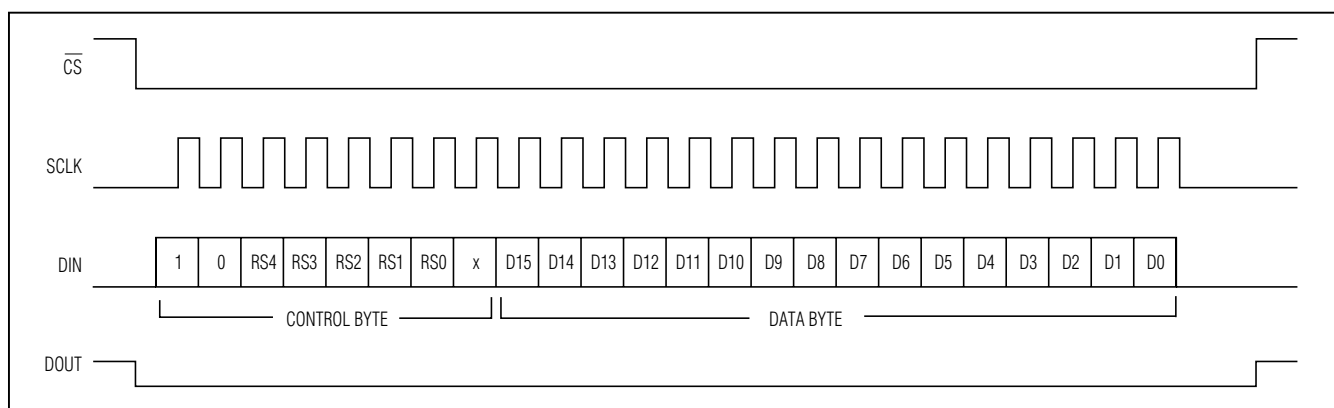 CS
SCLK
DIN 1 0 RS4 RS3 RS2 RS1 RS0 x D15 D14 D13 D12 D11 D10 D9 D8 D7 D6 D5 D4 D3 D2 D1 D0
CONTROL BYTE DATA BYTE
DOUT